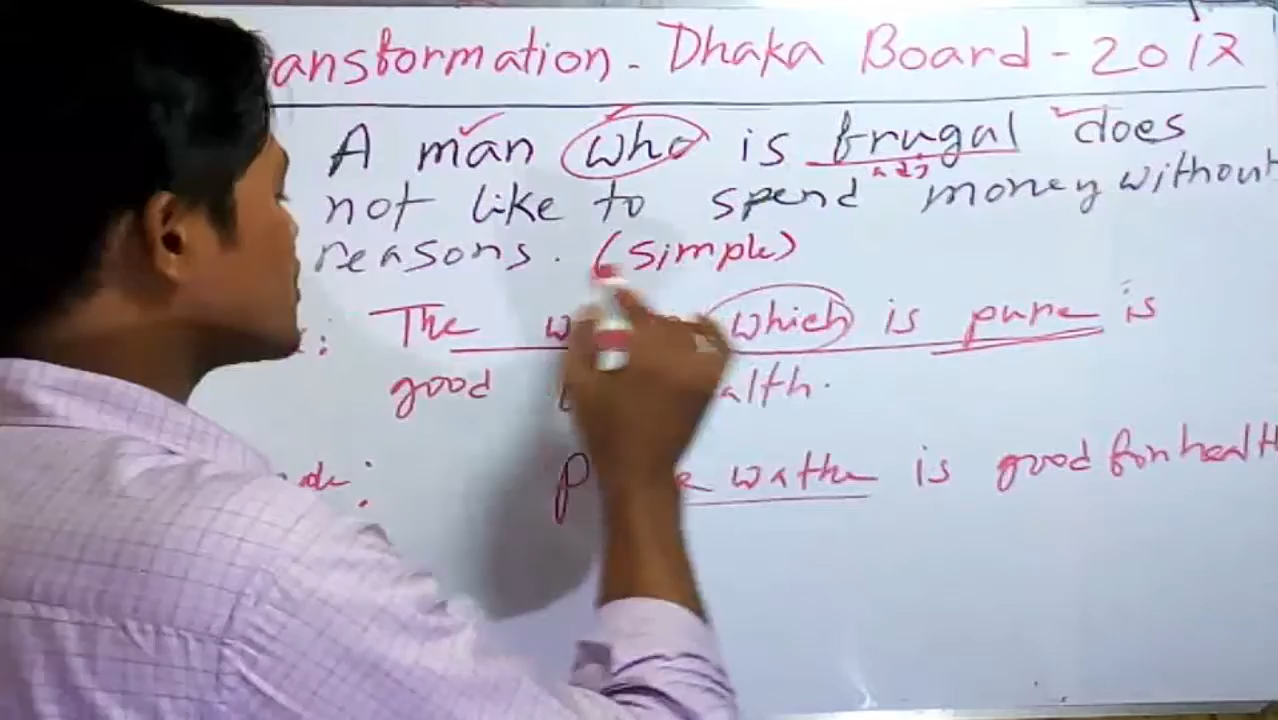 ansformation. Dhaka Board - 2017
A man who is frugal does
adj
not like to spend money without
reasons. (simple)
: The which is pure is
good alth.
: is good for health